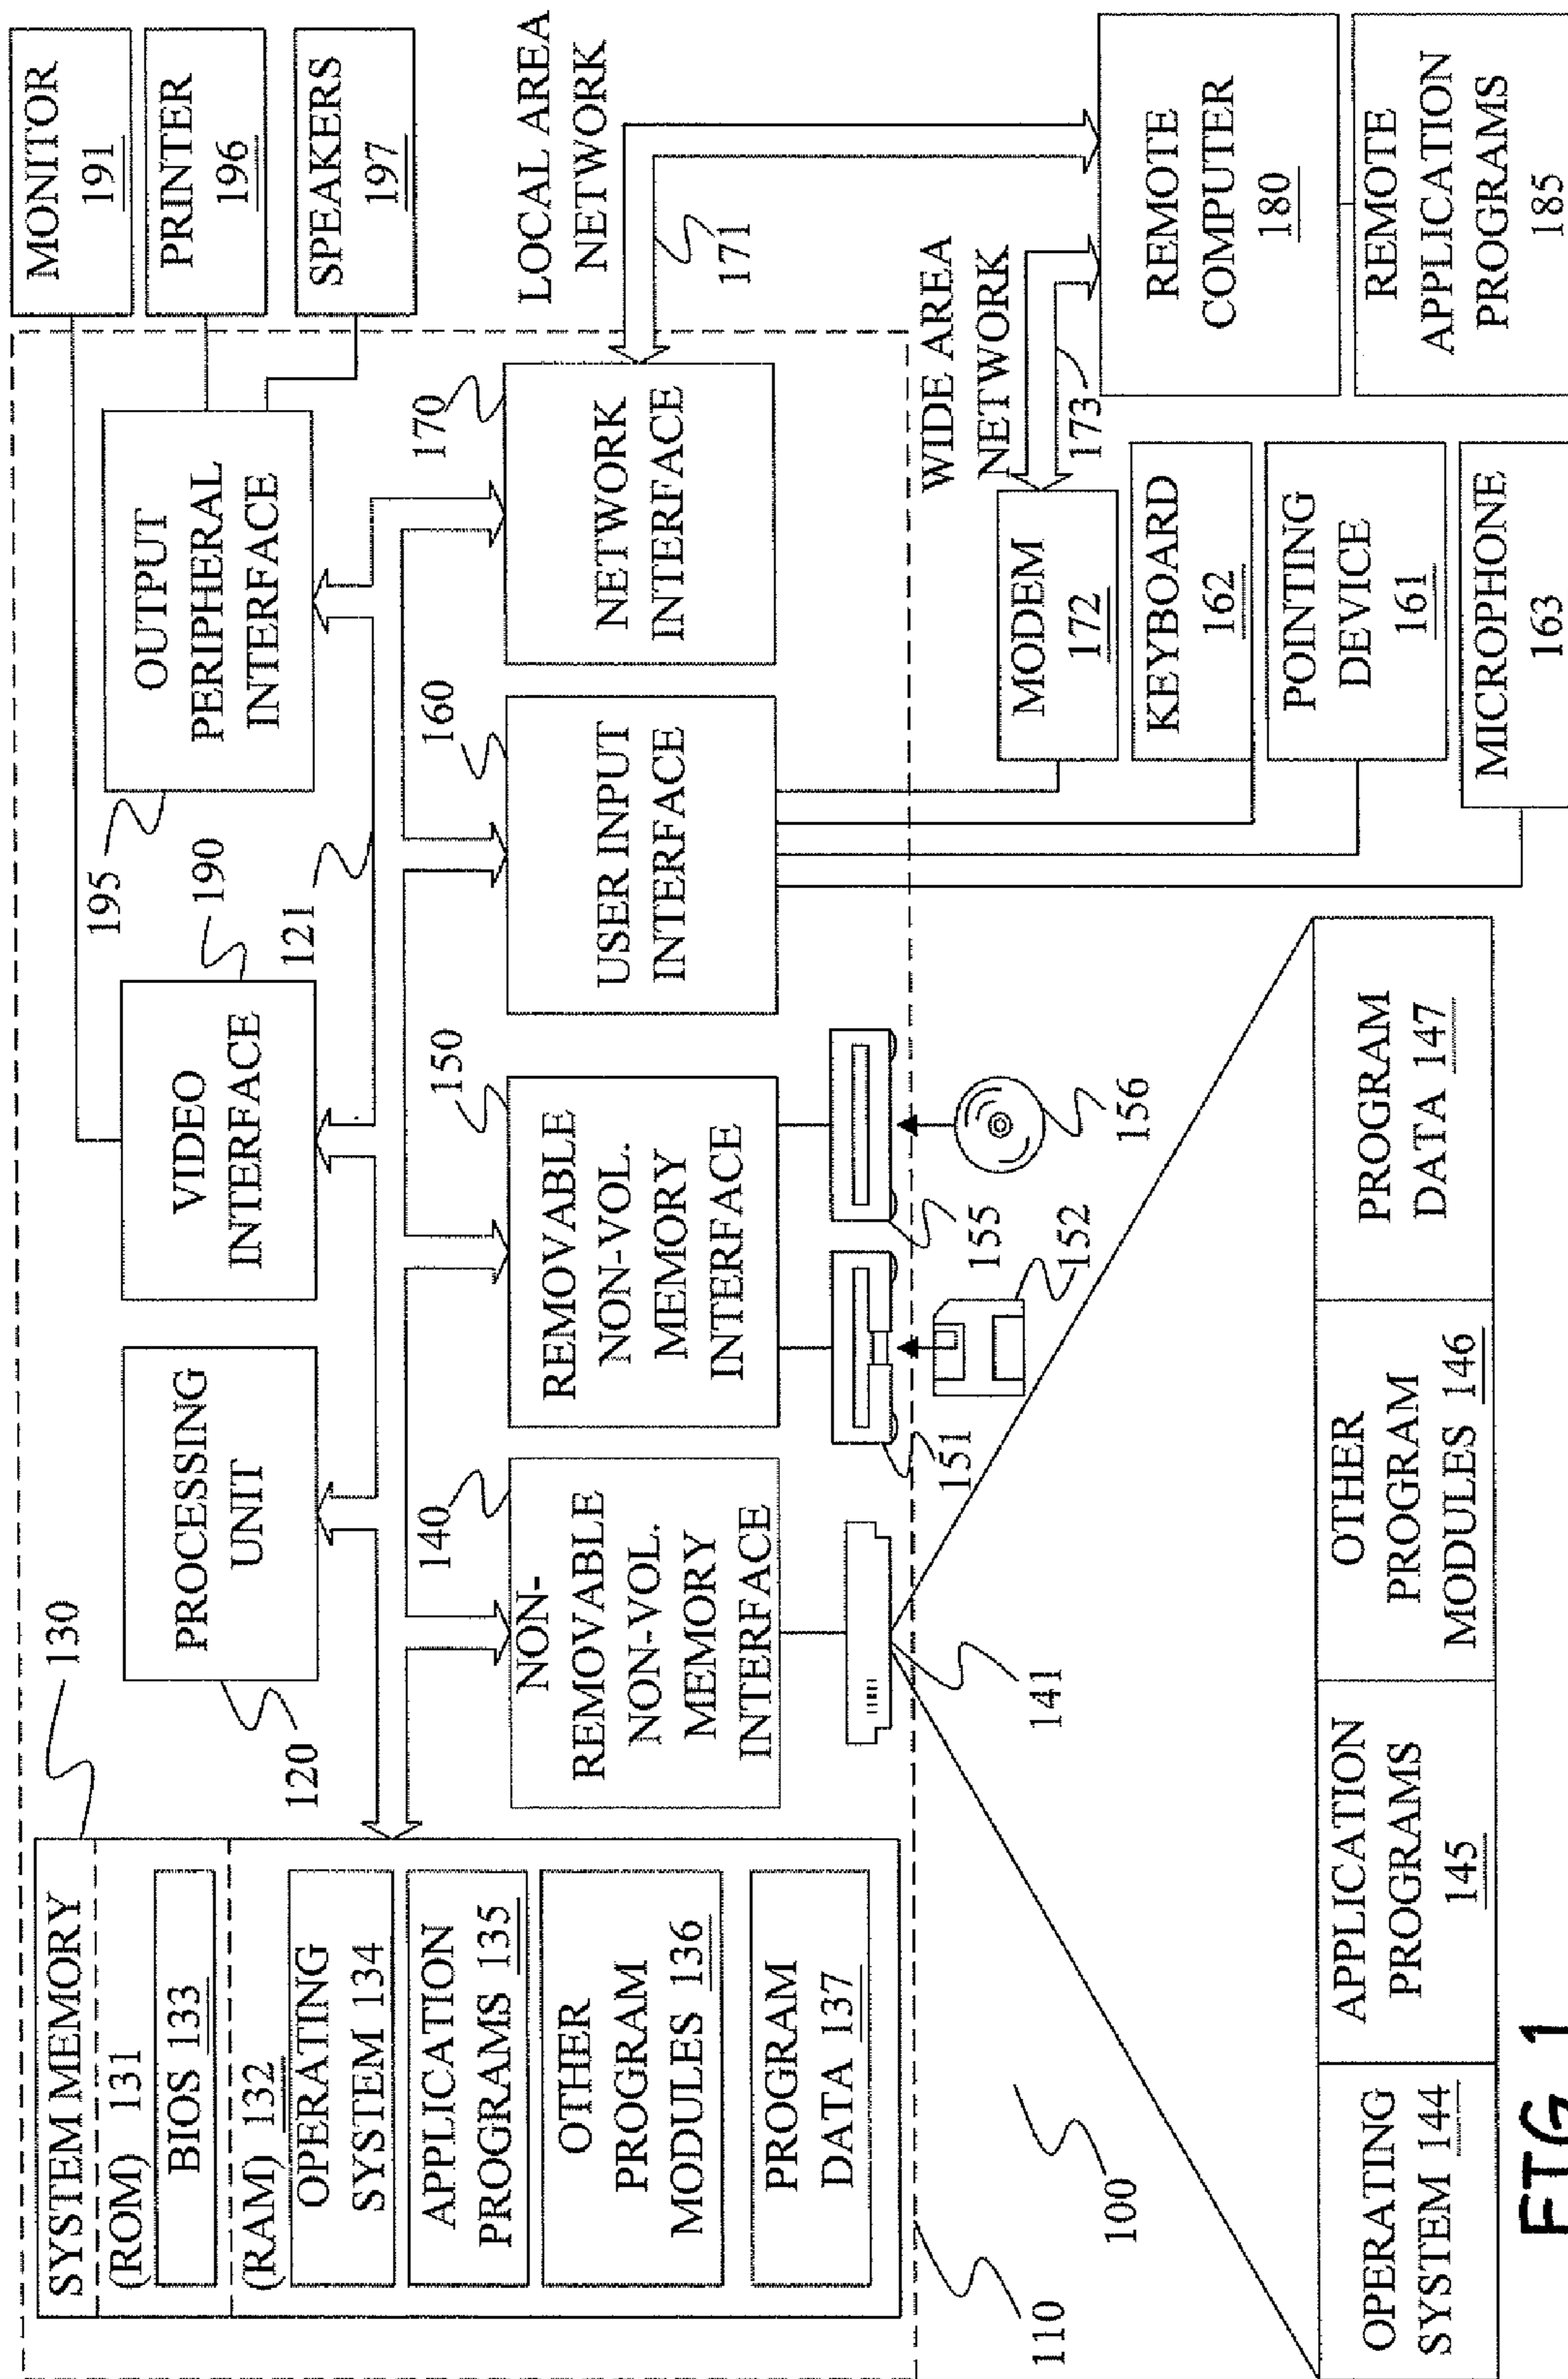 SYSTEM MEMORY
(ROM) 131
BIOS 133
(RAM) 132
OPERATING
SYSTEM 134
APPLICATION
PROGRAMS 135
OTHER
PROGRAM
MODULES 136
PROGRAM
DATA 137
130
PROCESSING
UNIT
120
VIDEO
INTERFACE
190
121
OUTPUT
PERIPHERAL
INTERFACE
195
MONITOR
191
PRINTER
196
SPEAKERS
197
NON-
REMOVABLE
NON-VOL.
MEMORY
INTERFACE
140
REMOVABLE
NON-VOL.
MEMORY
INTERFACE
150
USER INPUT
INTERFACE
160
NETWORK
INTERFACE
170
LOCAL AREA
NETWORK
171
141
151
152
155
156
WIDE AREA
NETWORK
173
MODEM
172
KEYBOARD
162
POINTING
DEVICE
161
MICROPHONE
163
REMOTE
COMPUTER
180
REMOTE
APPLICATION
PROGRAMS
185
110
100
OPERATING
SYSTEM 144
APPLICATION
PROGRAMS
145
OTHER
PROGRAM
MODULES 146
PROGRAM
DATA 147
FIG 1